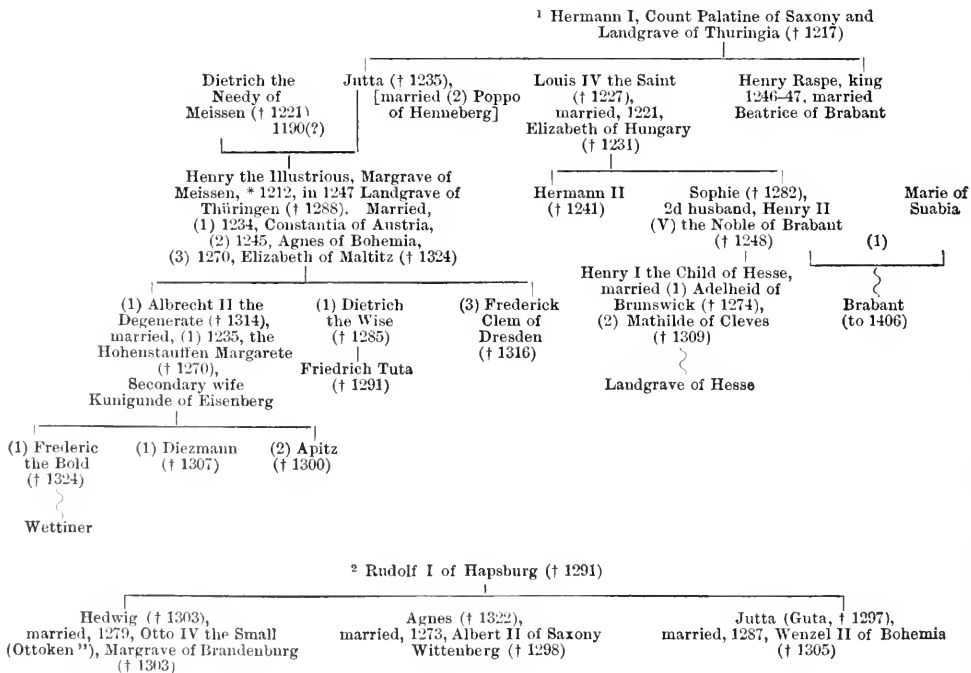 ¹ Hermann I, Count Palatine of Saxony and
Landgrave of Thuringia († 1217)
Dietrich the
Needy of
Meissen († 1221)
1190(?)
Jutta († 1235),
[married (2) Poppo
of Henneberg]
Louis IV the Saint
(† 1227),
married, 1221,
Elizabeth of Hungary
(† 1231)
Henry Raspe, king
1246–47, married
Beatrice of Brabant
Henry the Illustrious, Margrave of
Meissen, * 1212, in 1247 Landgrave of
Thüringen († 1288). Married,
(1) 1234, Constantia of Austria,
(2) 1245, Agnes of Bohemia,
(3) 1270, Elizabeth of Maltitz († 1324)
Hermann II
(† 1241)
Sophie († 1282),
2d husband, Henry II
(V) the Noble of Brabant
(† 1248)
Marie of
Suabia
(1)
Henry I the Child of Hesse,
married (1) Adelheid of
Brunswick († 1274),
(2) Mathilde of Cleves
(† 1309)
Brabant
(to 1406)
Landgrave of Hesse
(1) Albrecht II the
Degenerate († 1314),
married, (1) 1235, the
Hohenstauffen Margarete
(† 1270),
Secondary wife
Kunigunde of Eisenberg
(1) Dietrich
the Wise
(† 1285)
Friedrich Tuta
(† 1291)
(3) Frederick
Clem of
Dresden
(† 1316)
(1) Frederic
the Bold
(† 1324)
(1) Diezmann
(† 1307)
(2) Apitz
(† 1300)
Wettiner
² Rudolf I of Hapsburg († 1291)
Hedwig († 1303),
married, 1279, Otto IV the Small
(Ottoken"), Margrave of Brandenburg
(† 1303)
Agnes († 1322),
married, 1273, Albert II of Saxony
Wittenberg († 1298)
Jutta (Guta, † 1297),
married, 1287, Wenzel II of Bohemia
(† 1305)